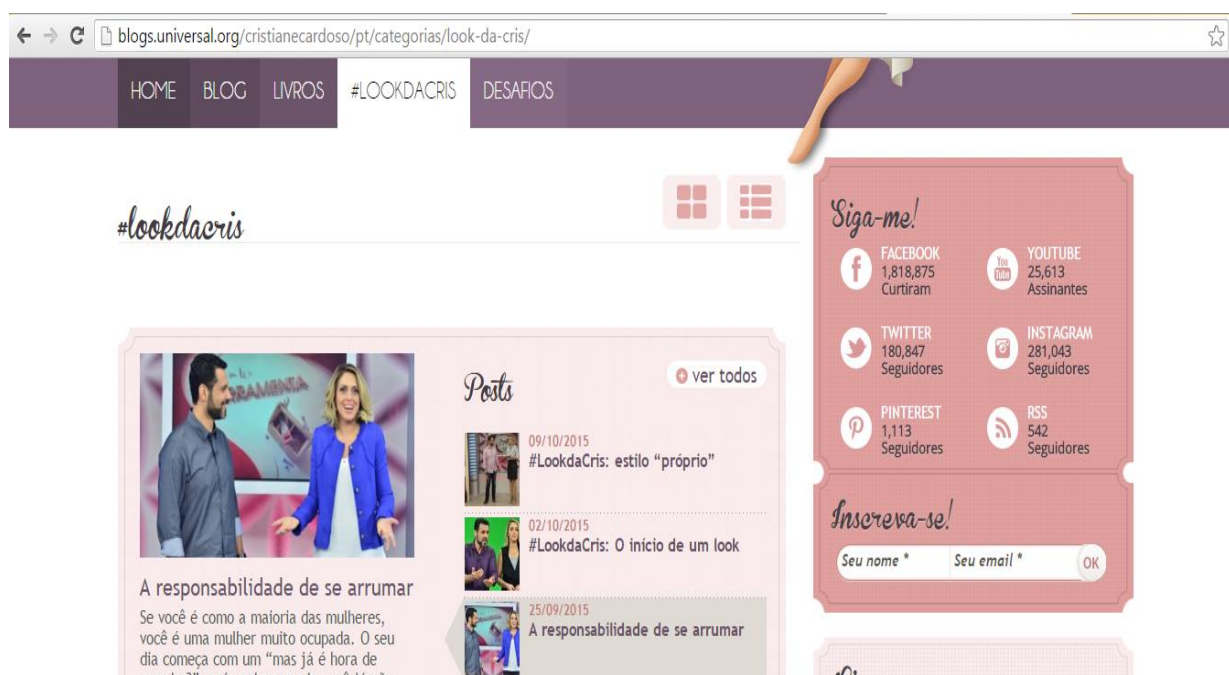 blogs.universal.org/cristianecardoso/pt/categorias/look-da-cris/
HOME BLOG LIVROS #LOOKDACRIS DESAFIOS
#lookdacris
A responsabilidade de se arrumar
Se você é como a maioria das mulheres,
você é uma mulher muito ocupada. O seu
dia começa com um “mas já é hora de
Posts
ver todos
09/10/2015
#LookdaCris: estilo “próprio”
02/10/2015
#LookdaCris: O início de um look
25/09/2015
A responsabilidade de se arrumar
Siga-me!
FACEBOOK
1,818,875
Curtiram
YOUTUBE
25,613
Assinantes
TWITTER
180,847
Seguidores
INSTAGRAM
281,043
Seguidores
PINTEREST
1,113
Seguidores
RSS
542
Seguidores
Inscreva-se!
Seu nome * Seu email * OK